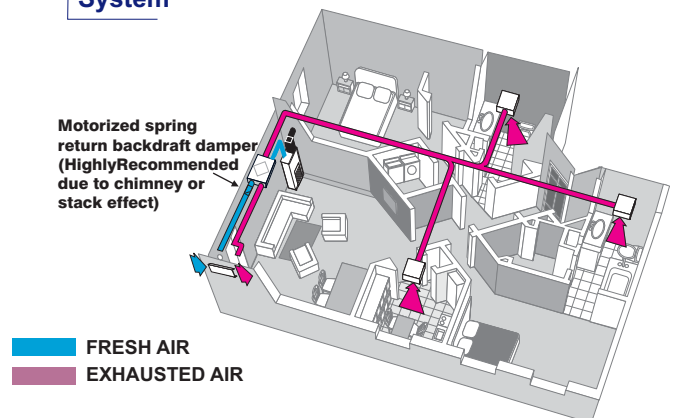 System
Motorized spring
return backdraft damper
(HighlyRecommended
due to chimney or
stack effect)
FRESH AIR
EXHAUSTED AIR